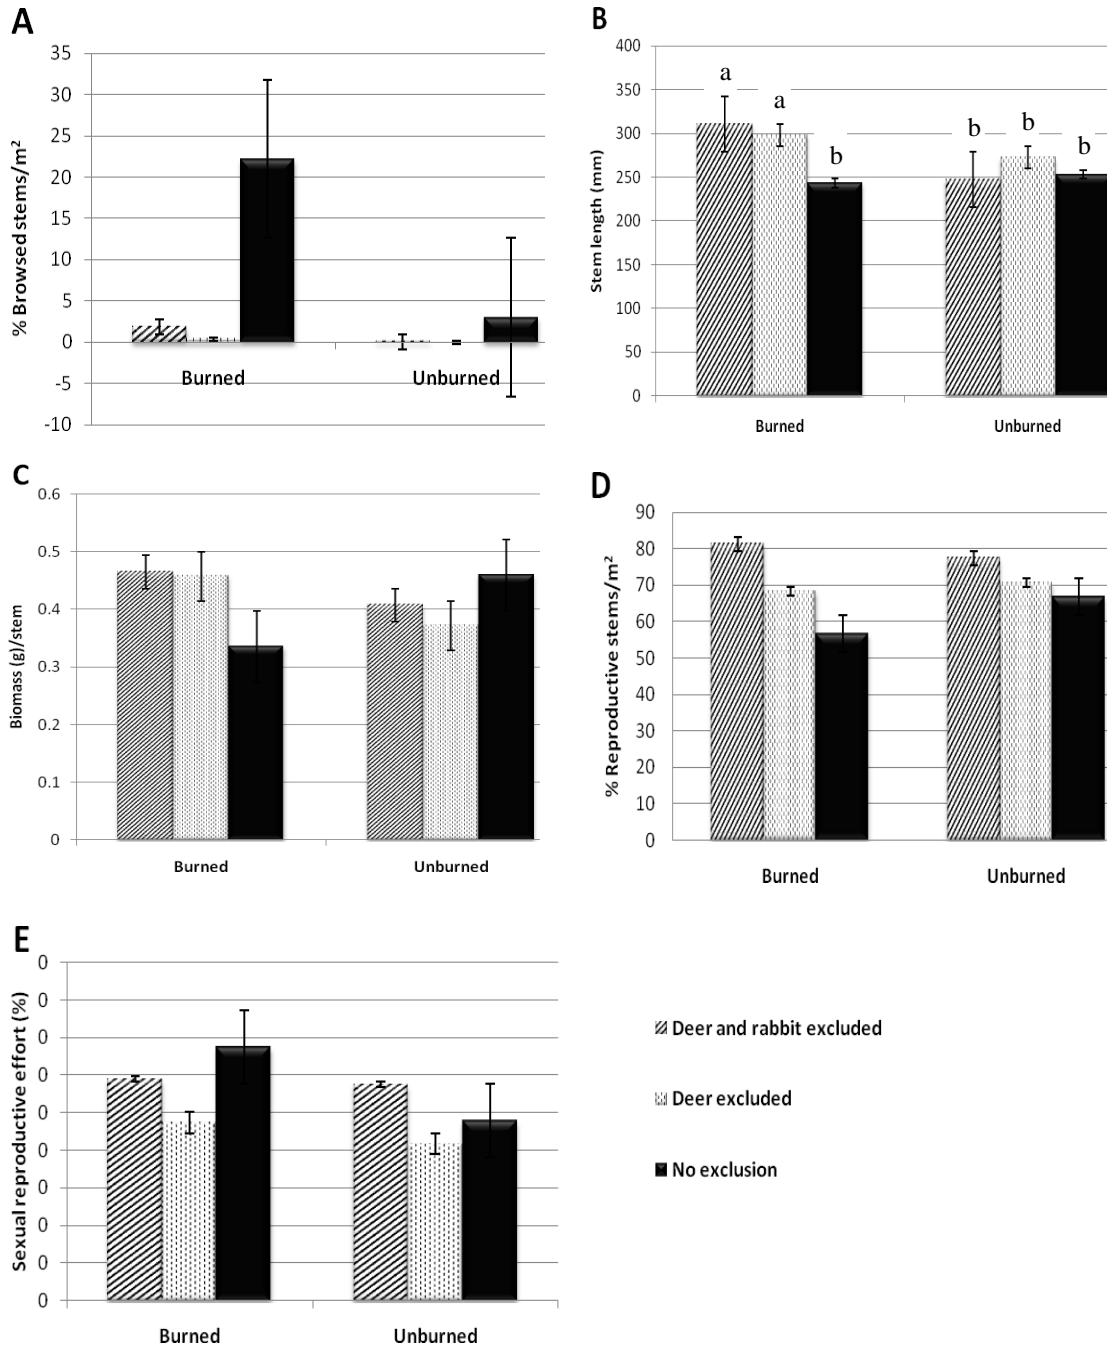 A
% Browsed stems/m²
35
30
25
20
15
10
5
0
-5
-10
Burned
Unburned
B
Stem length (mm)
400
350
300
250
200
150
100
50
0
a
a
b
b
b
b
Burned
Unburned
C
Biomass (g)/stem
0.6
0.5
0.4
0.3
0.2
0.1
0
Burned
Unburned
D
% Reproductive stems/m²
90
80
70
60
50
40
30
20
10
0
Burned
Unburned
E
Sexual reproductive effort (%)
0
0
0
0
0
0
0
0
0
0
Burned
Unburned
Deer and rabbit excluded
Deer excluded
No exclusion